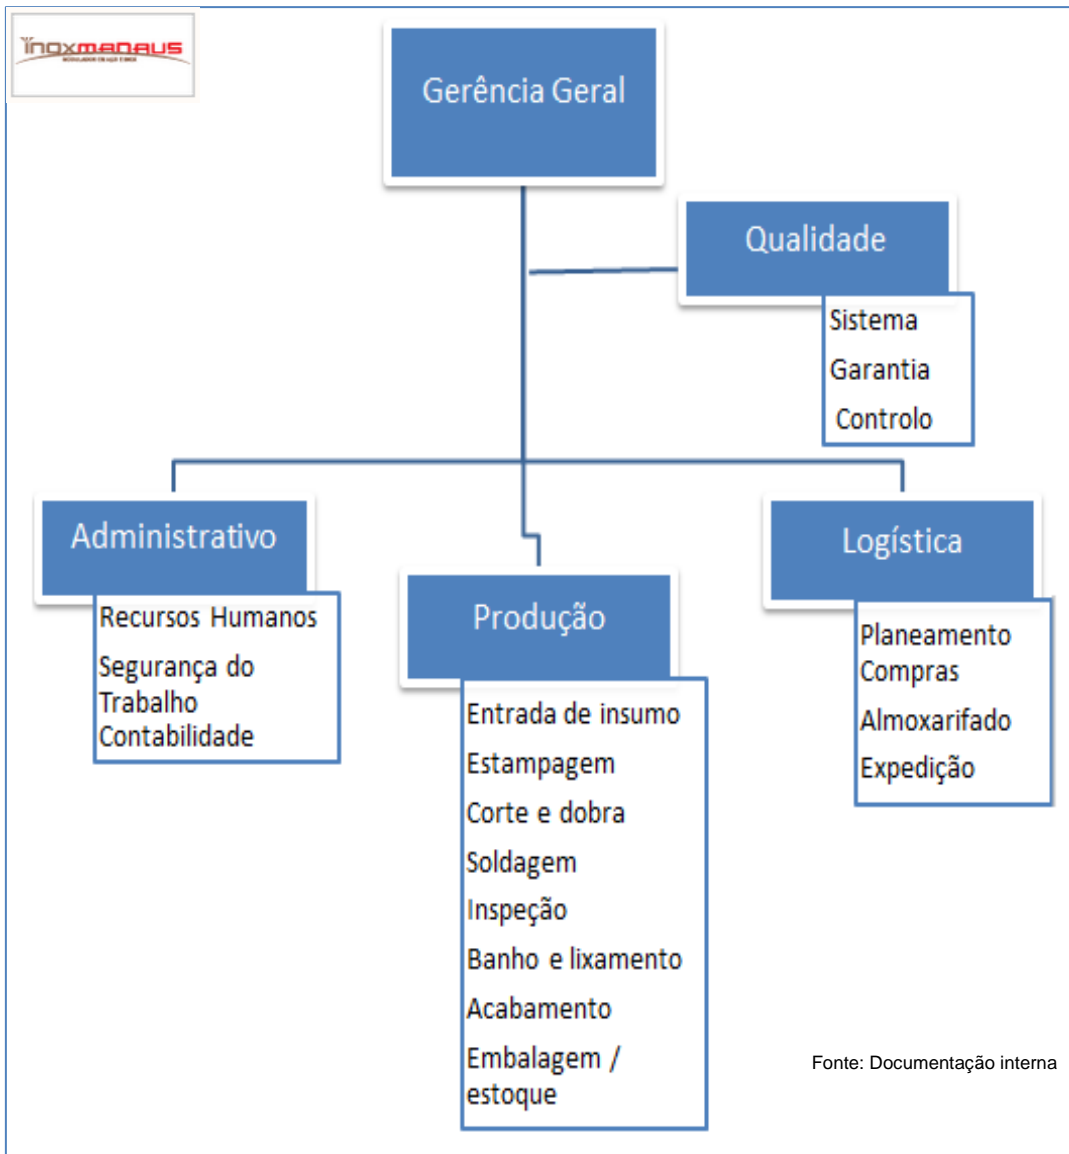 inoxmanaus
Gerência Geral
Qualidade
Sistema
Garantia
Controlo
Administrativo
Recursos Humanos
Segurança do
Trabalho
Contabilidade
Produção
Entrada de insumo
Estampagem
Corte e dobra
Soldagem
Inspeção
Banho e lixamento
Acabamento
Embalagem /
estoque
Logística
Planeamento
Compras
Almoxarifado
Expedição
Fonte: Documentação interna